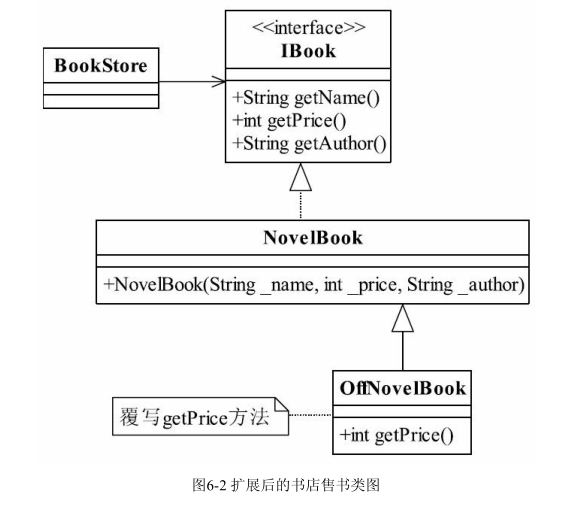 <<interface>>
IBook
BookStore
+String getName()
+int getPrice()
+String getAuthor()
NovelBook
+NovelBook(String _name, int _price, String _author)
OffNovelBook
覆写getPrice方法
+int getPrice()
图6-2 扩展后的书店售书类图